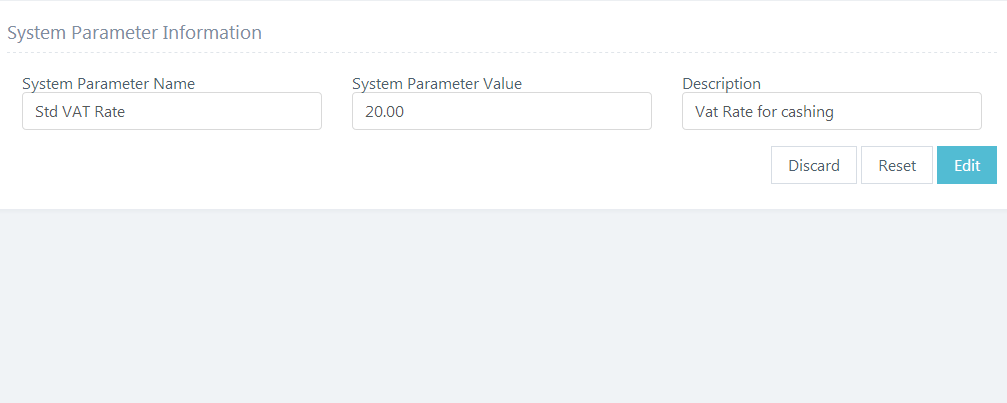 System Parameter Information
System Parameter Name
System Parameter Value
Description
Std VAT Rate
20.00
Vat Rate for cashing
Discard
Reset
Edit